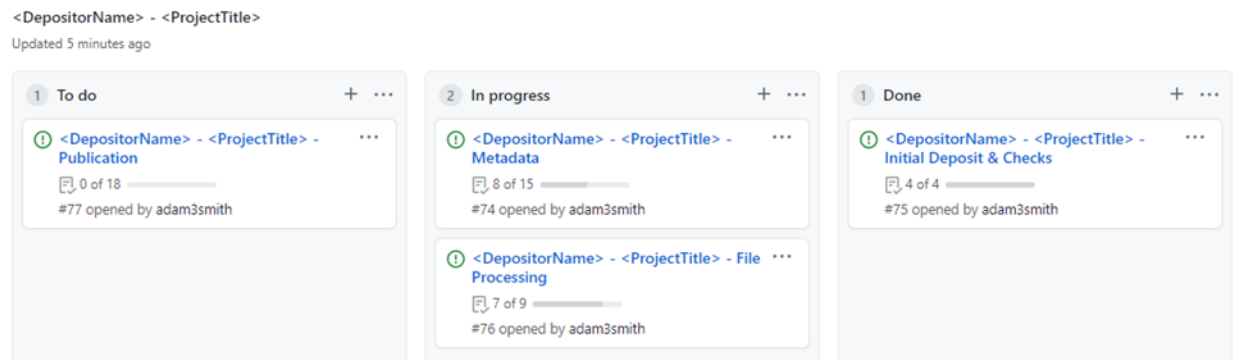 <DepositorName> - <ProjectTitle>
Updated 5 minutes ago
1 To do + ...
<DepositorName> - <ProjectTitle> - ...
Publication
0 of 18
#77 opened by adam3smith
2 In progress + ...
<DepositorName> - <ProjectTitle> - ...
Metadata
8 of 15
#74 opened by adam3smith
<DepositorName> - <ProjectTitle> - File ...
Processing
7 of 9
#76 opened by adam3smith
1 Done + ...
<DepositorName> - <ProjectTitle> - ...
Initial Deposit & Checks
4 of 4
#75 opened by adam3smith